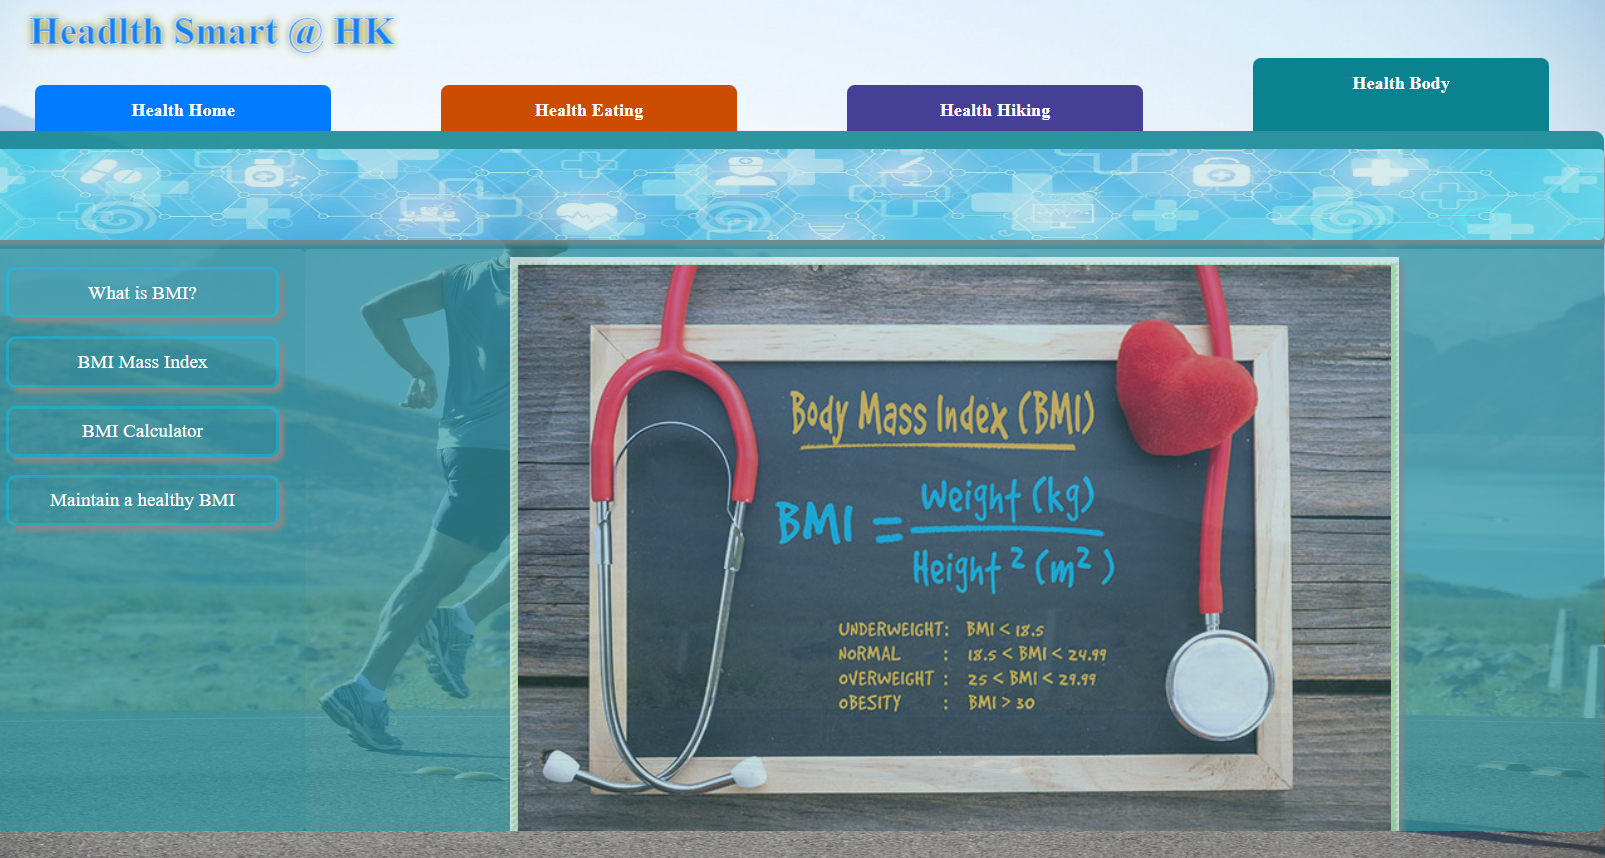 Headlth Smart @ HK
Health Home
Health Eating
Health Hiking
Health Body
What is BMI?
BMI Mass Index
BMI Calculator
Maintain a healthy BMI
Body Mass Index (BMI)
BMI = Weight (kg)
Height ² (m²)
UNDERWEIGHT: BMI < 18.5
NORMAL : 18.5 < BMI < 24.99
OVERWEIGHT : 25 < BMI < 29.99
OBESITY : BMI > 30